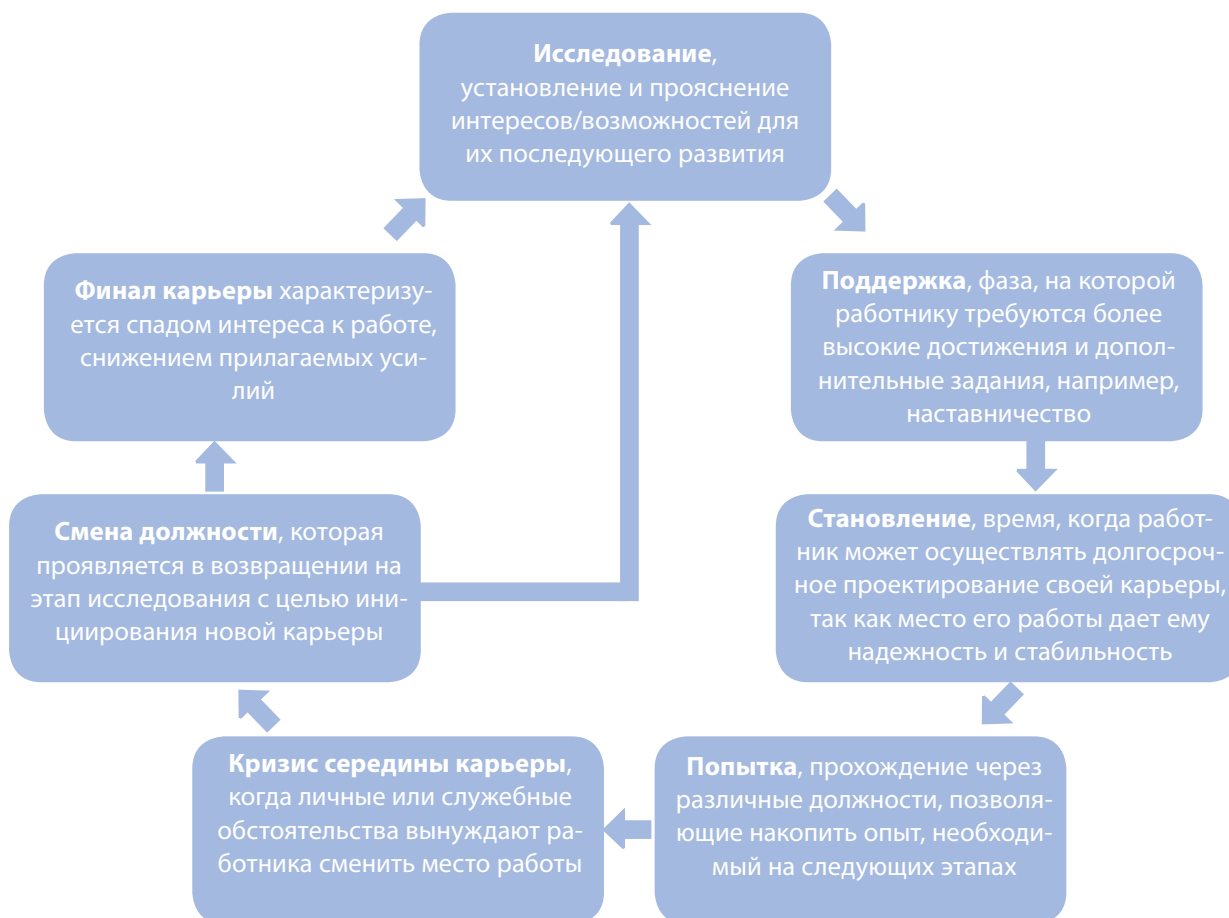 Исследование,
установление и прояснение
интересов/возможностей для
их последующего развития
Поддержка, фаза, на которой
работнику требуются более
высокие достижения и допол-
нительные задания, например,
наставничество
Становление, время, когда работ-
ник может осуществлять долгосроч-
ное проектирование своей карьеры,
так как место его работы дает ему
надежность и стабильность
Попытка, прохождение через
различные должности, позволя-
ющие накопить опыт, необходи-
мый на следующих этапах
Кризис середины карьеры,
когда личные или служебные
обстоятельства вынуждают ра-
ботника сменить место работы
Смена должности, которая
проявляется в возвращении на
этап исследования с целью ини-
циирования новой карьеры
Финал карьеры характеризу-
ется спадом интереса к работе,
снижением прилагаемых уси-
лий